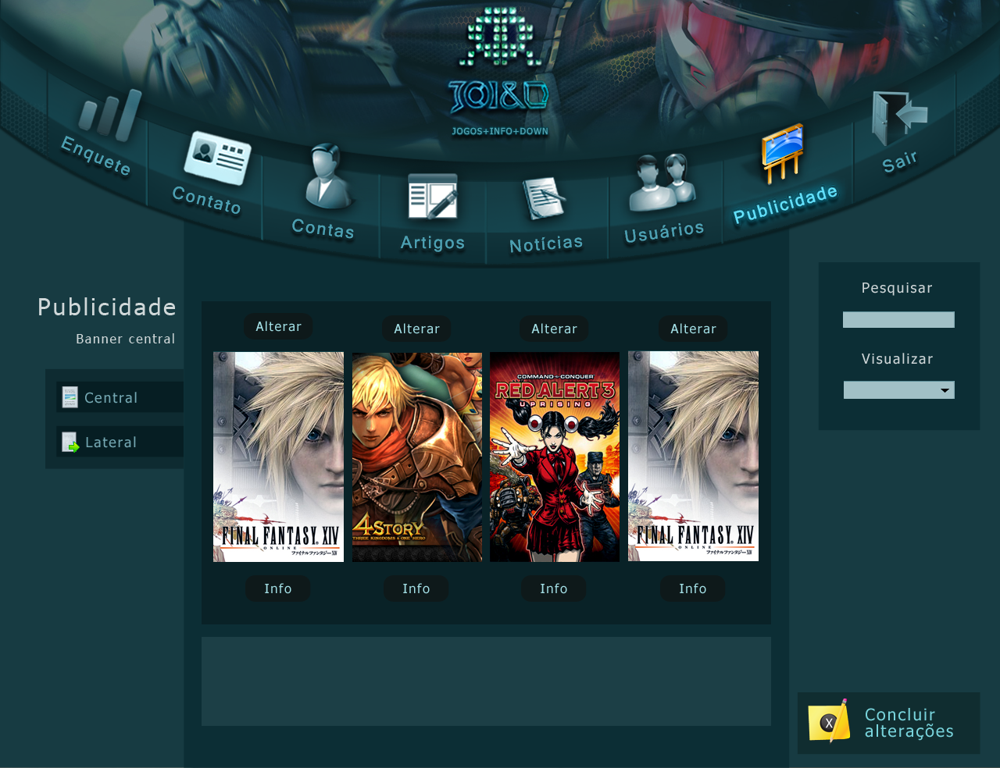 JOI&D
JOGOS+INFO+DOWN
Enquete
Contato
Contas
Artigos
Notícias
Usuários
Publicidade
Sair
Publicidade
Banner central
Central
Lateral
Alterar
Alterar
Alterar
Alterar
FINAL FANTASY XIV
ONLINE
ファイナルファンタジーXIV
4STORY
THREE KINGDOMS & ONE HERO
COMMAND & CONQUER
RED ALERT 3
UPRISING
FINAL FANTASY XIV
ONLINE
ファイナルファンタジーXIV
Info
Info
Info
Info
Pesquisar
Visualizar
X
Concluir
alterações